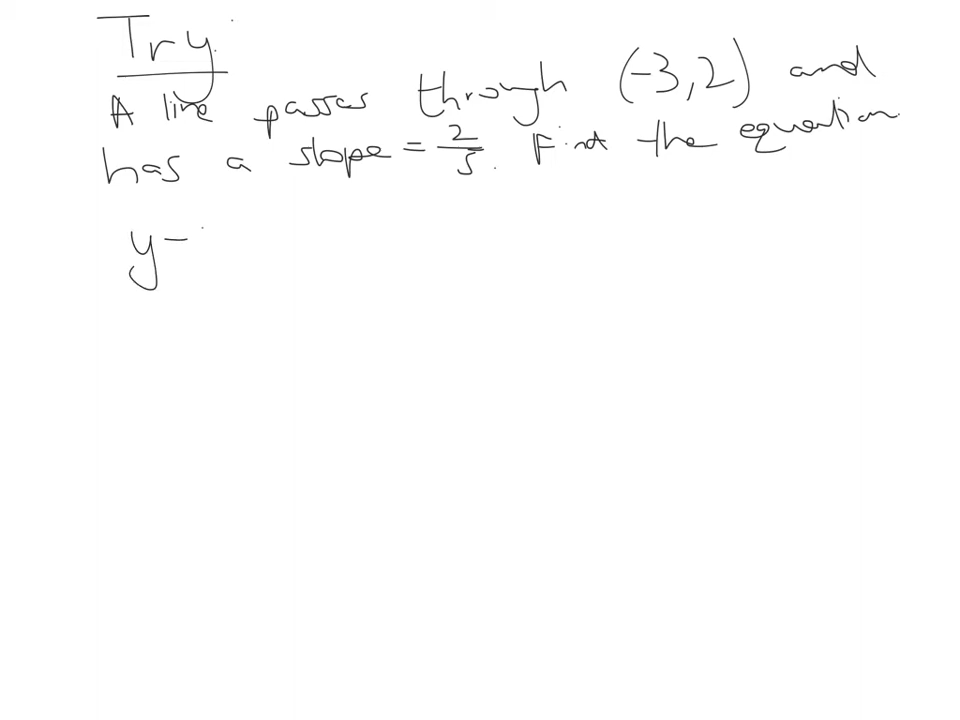 Try
A line passes through (-3,2) and
has a slope = 2/5. Find the equation
y-